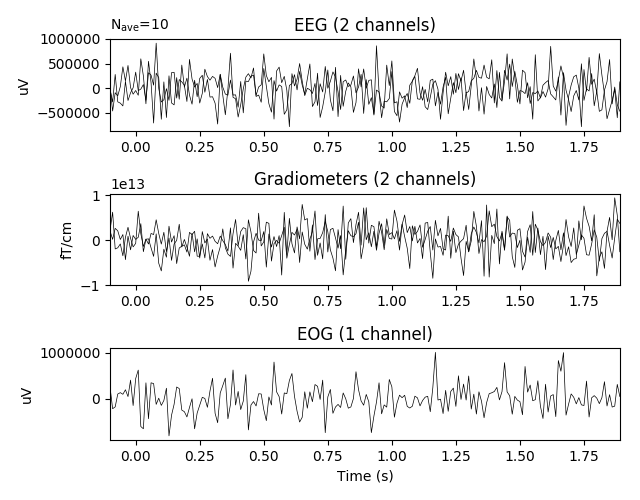 N_ave=10 EEG (2 channels)
1000000
500000
0
−500000
uV
0.00 0.25 0.50 0.75 1.00 1.25 1.50 1.75
1e13 Gradiometers (2 channels)
1
0
−1
fT/cm
0.00 0.25 0.50 0.75 1.00 1.25 1.50 1.75
EOG (1 channel)
1000000
0
uV
0.00 0.25 0.50 0.75 1.00 1.25 1.50 1.75
Time (s)